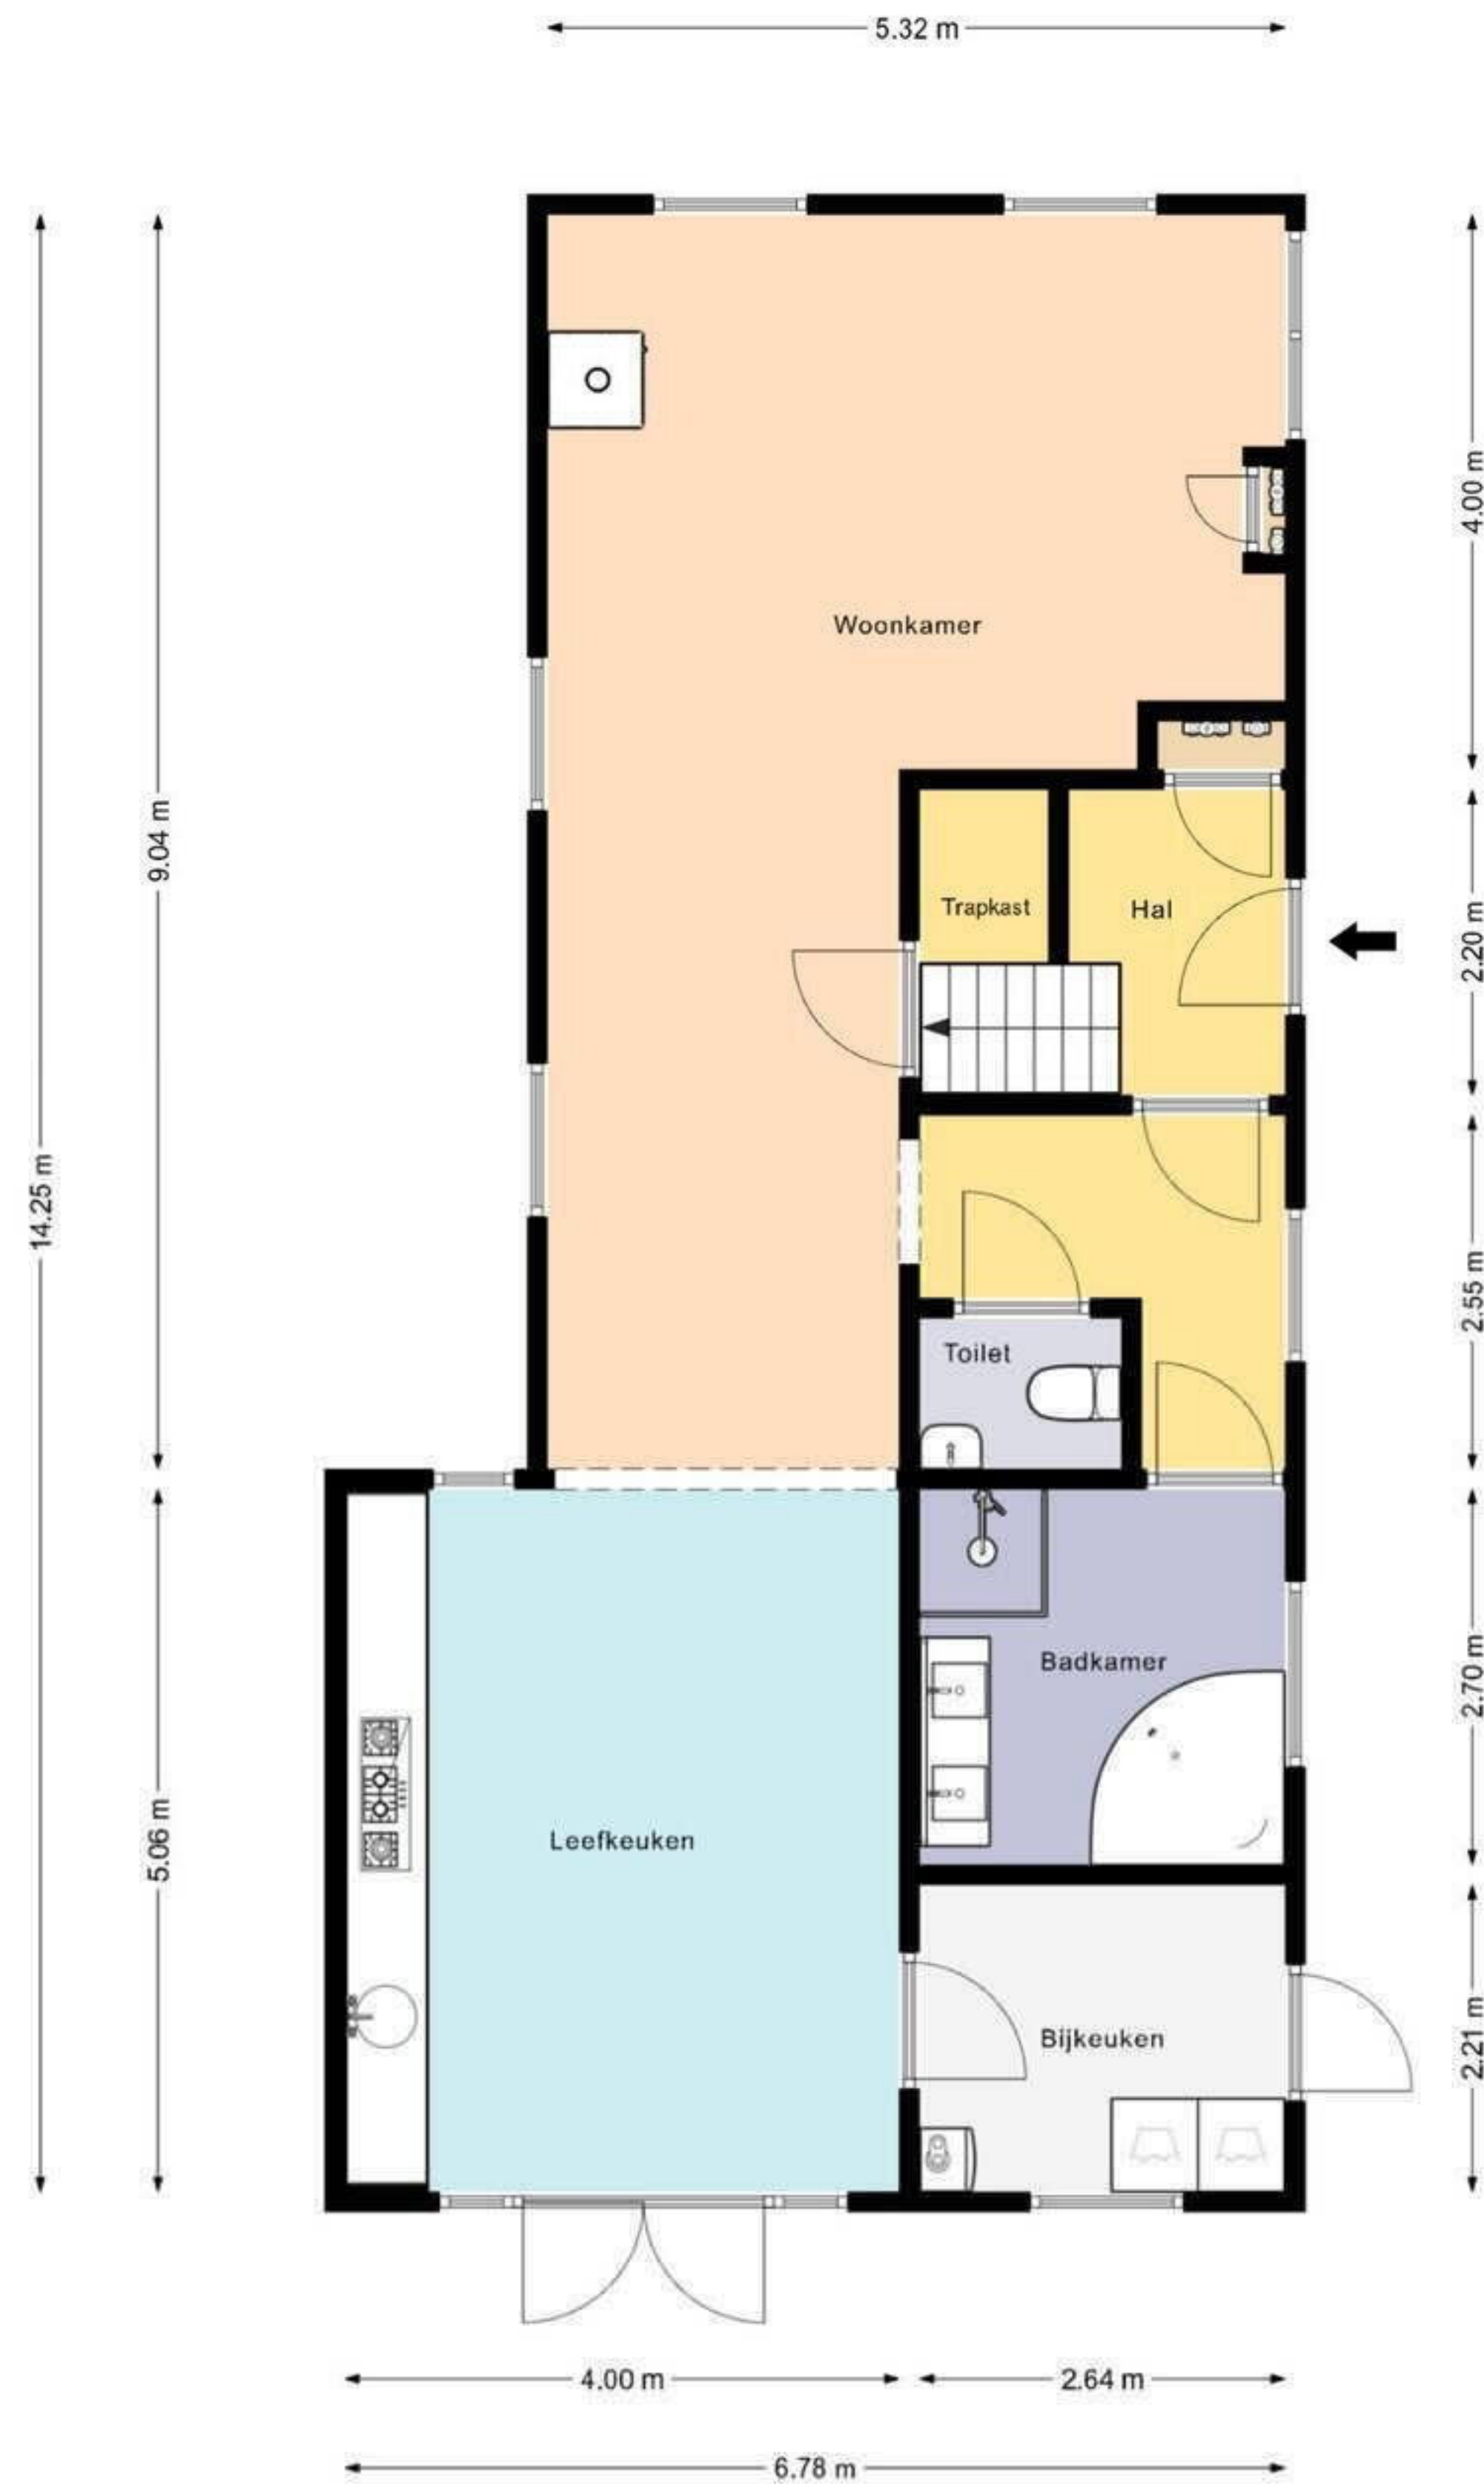 5.32 m
14.25 m
9.04 m
5.06 m
Woonkamer
Trapkast
Hal
Toilet
Badkamer
Leefkeuken
Bijkeuken
4.00 m
2.20 m
2.55 m
2.70 m
2.21 m
4.00 m
2.64 m
6.78 m